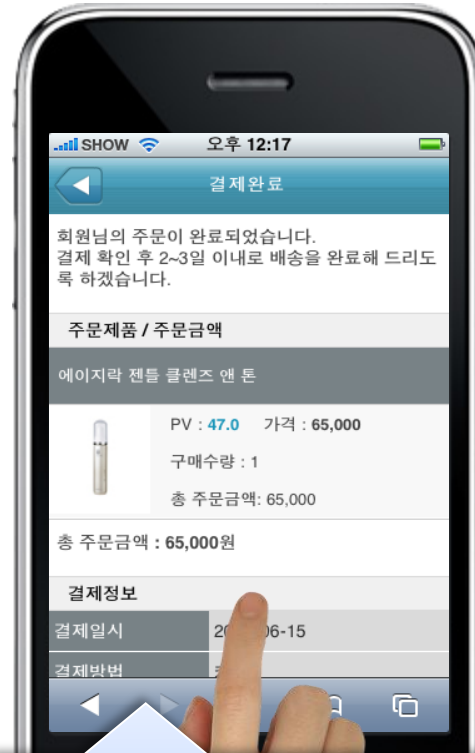 SHOW 오후 12:17
결제완료
회원님의 주문이 완료되었습니다.
결제 확인 후 2~3일 이내로 배송을 완료해 드리도
록 하겠습니다.
주문제품 / 주문금액
에이지락 젠틀 클렌즈 앤 톤
PV : 47.0 가격 : 65,000
구매수량 : 1
총 주문금액: 65,000
총 주문금액 : 65,000원
결제정보
결제일시 06-15
결제방법